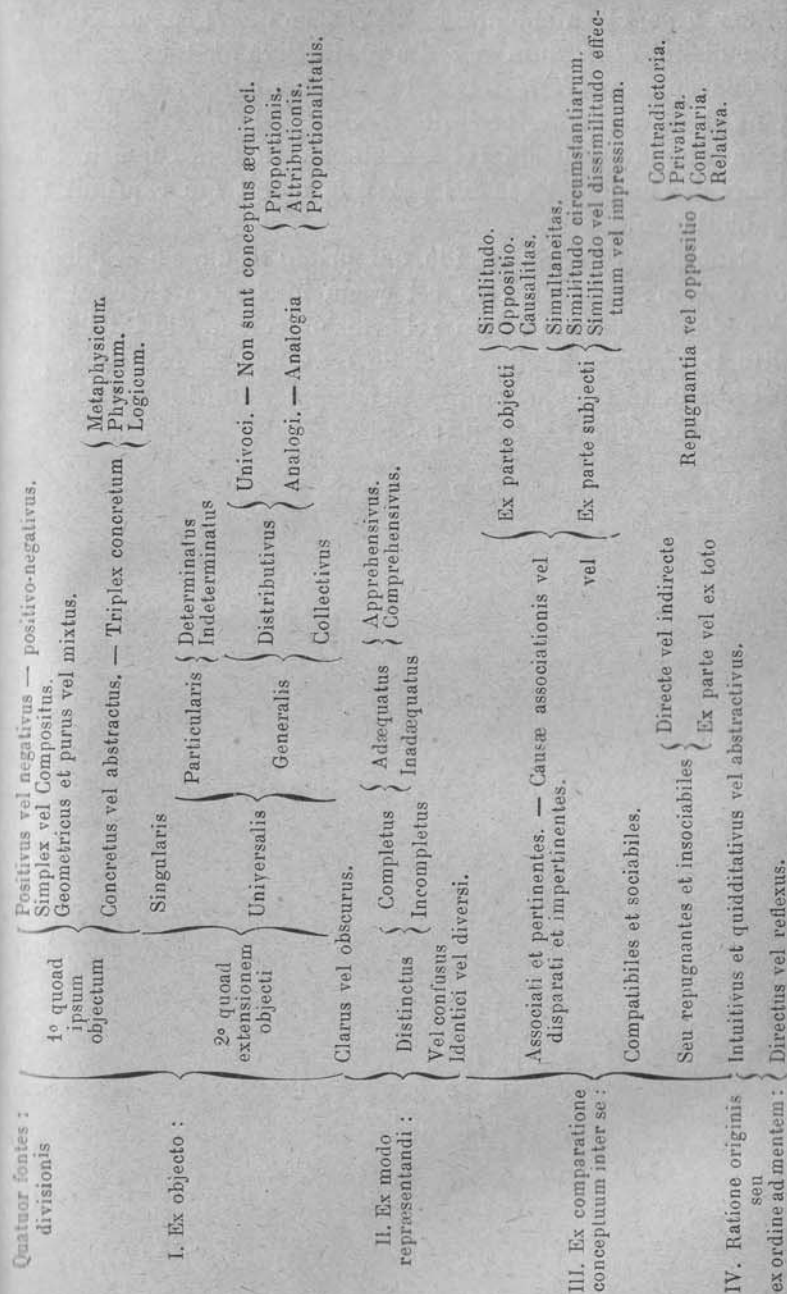 Quatuor fontes :
divisionis
I. Ex objecto :
1º quoad
ipsum
objectum
Positivus vel negativus — positivo-negativus.
Simplex vel Compositus.
Geometricus et purus vel mixtus.
Concretus vel abstractus. — Triplex concretum
Metaphysicum.
Physicum.
Logicum.
2º quoad
extensionem
objecti
Singularis
Universalis
Particularis
Determinatus
Indeterminatus
Generalis
Distributivus
Univoci. — Non sunt conceptus æquivoci.
Analogi. — Analogia
Proportionis.
Attributionis.
Proportionalitatis.
Collectivus
II. Ex modo
repræsentandi :
Clarus vel obscurus.
Distinctus
Completus
Adæquatus
Inadæquatus
Apprehensivus.
Comprehensivus.
Incompletus
Vel confusus
Identici vel diversi.
III. Ex comparatione
conceptuum inter se :
Associati et pertinentes. — Causæ associationis vel
disparati et impertinentes.
Ex parte objecti
Similitudo.
Oppositio.
Causalitas.
vel
Ex parte subjecti
Simultaneitas.
Similitudo circumstantiarum.
Similitudo vel dissimilitudo effec-
tuum vel impressionum.
Compatibiles et sociabiles.
Seu repugnantes et insociabiles
Directe vel indirecte
Ex parte vel ex toto
Repugnantia vel oppositio
Contradictoria.
Privativa.
Contraria.
Relativa.
IV. Ratione originis
seu
ex ordine ad mentem :
Intuitivus et quidditativus vel abstractivus.
Directus vel reflexus.